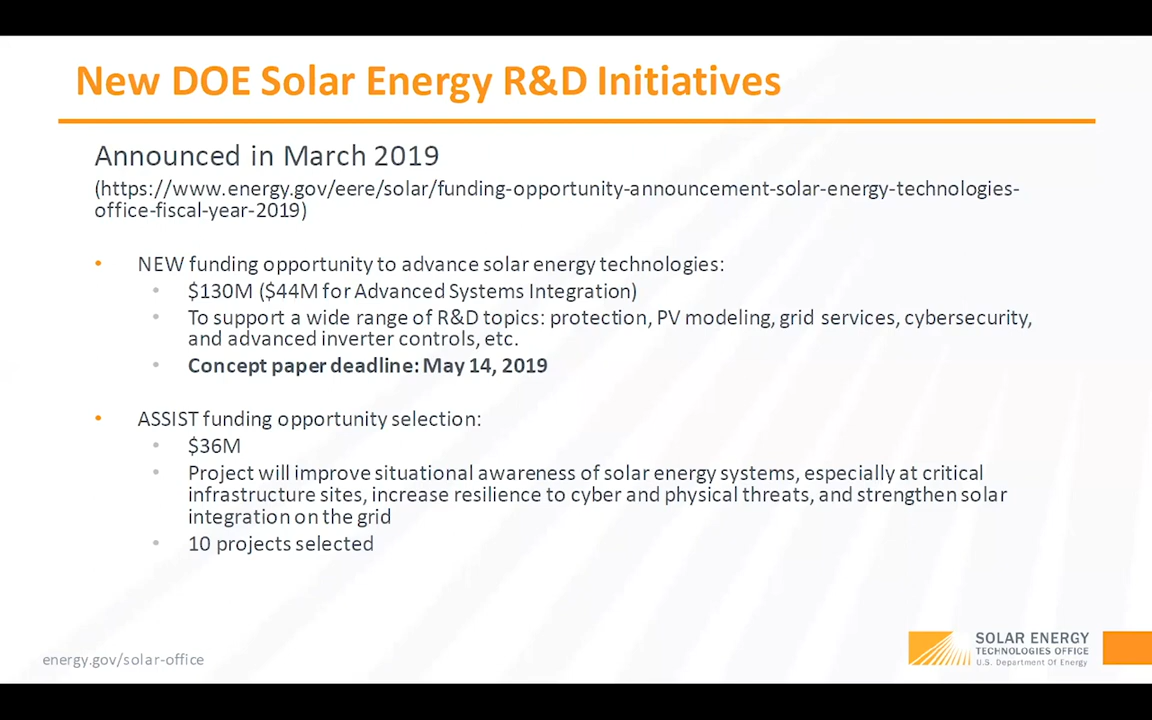 New DOE Solar Energy R&D Initiatives
Announced in March 2019
(https://www.energy.gov/eere/solar/funding-opportunity-announcement-solar-energy-technologies-
office-fiscal-year-2019)
• NEW funding opportunity to advance solar energy technologies:
• $130M ($44M for Advanced Systems Integration)
• To support a wide range of R&D topics: protection, PV modeling, grid services, cybersecurity,
and advanced inverter controls, etc.
• Concept paper deadline: May 14, 2019
• ASSIST funding opportunity selection:
• $36M
• Project will improve situational awareness of solar energy systems, especially at critical
infrastructure sites, increase resilience to cyber and physical threats, and strengthen solar
integration on the grid
• 10 projects selected
energy.gov/solar-office
SOLAR ENERGY
TECHNOLOGIES OFFICE
U.S. Department Of Energy